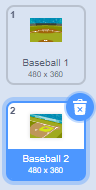 1
Baseball 1
480 x 360
2
Baseball 2
480 x 360